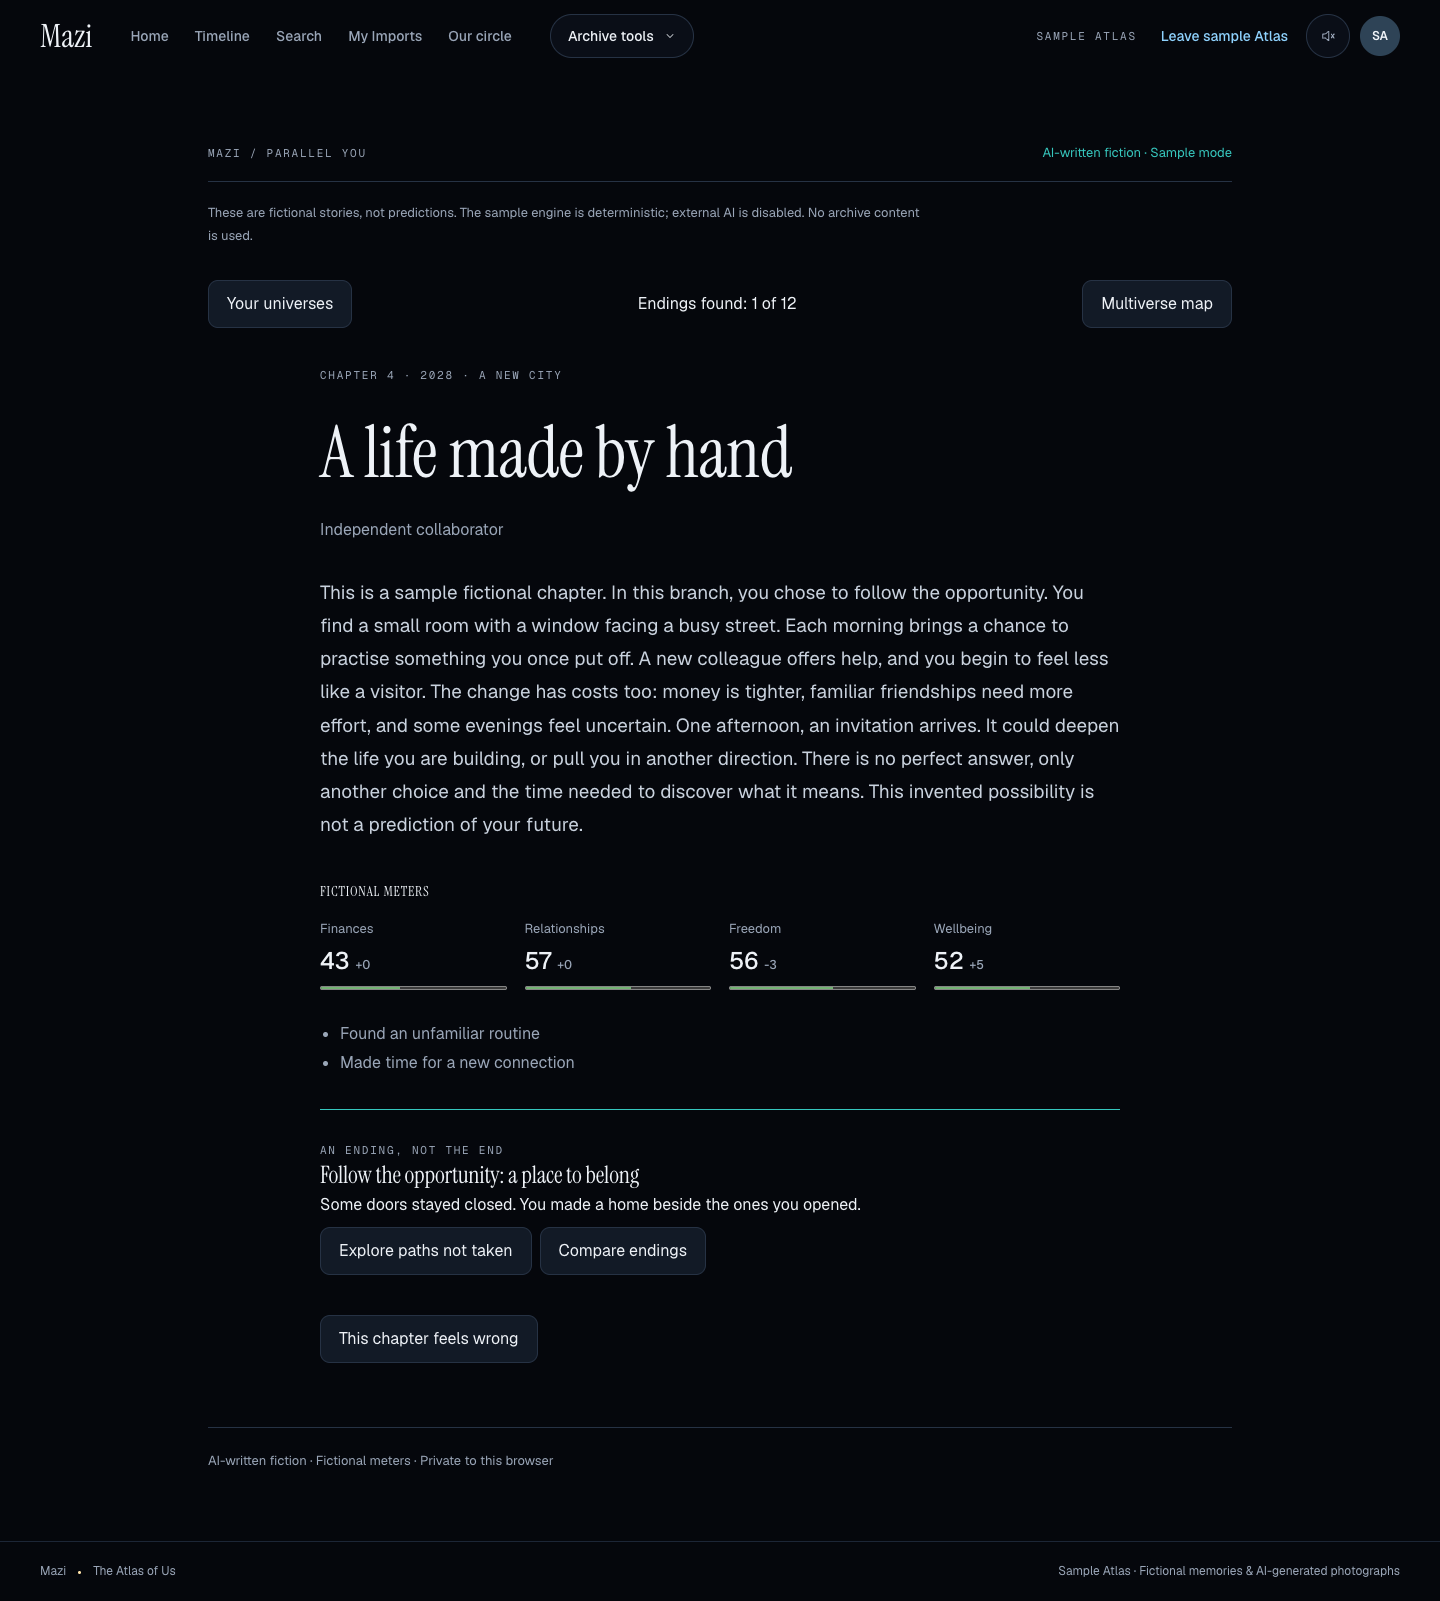 Mazi
Home
Timeline
Search
My Imports
Our circle
Archive tools
SAMPLE ATLAS
Leave sample Atlas
SA
MAZI / PARALLEL YOU
AI-written fiction · Sample mode
These are fictional stories, not predictions. The sample engine is deterministic; external AI is disabled. No archive content
is used.
Your universes
Endings found: 1 of 12
Multiverse map
CHAPTER 4 · 2028 · A NEW CITY
A life made by hand
Independent collaborator
This is a sample fictional chapter. In this branch, you chose to follow the opportunity. You
find a small room with a window facing a busy street. Each morning brings a chance to
practise something you once put off. A new colleague offers help, and you begin to feel less
like a visitor. The change has costs too: money is tighter, familiar friendships need more
effort, and some evenings feel uncertain. One afternoon, an invitation arrives. It could deepen
the life you are building, or pull you in another direction. There is no perfect answer, only
another choice and the time needed to discover what it means. This invented possibility is
not a prediction of your future.
FICTIONAL METERS
Finances
43 +0
Relationships
57 +0
Freedom
56 -3
Wellbeing
52 +5
• Found an unfamiliar routine
• Made time for a new connection
AN ENDING, NOT THE END
Follow the opportunity: a place to belong
Some doors stayed closed. You made a home beside the ones you opened.
Explore paths not taken
Compare endings
This chapter feels wrong
AI-written fiction · Fictional meters · Private to this browser
Mazi • The Atlas of Us
Sample Atlas · Fictional memories & AI-generated photographs